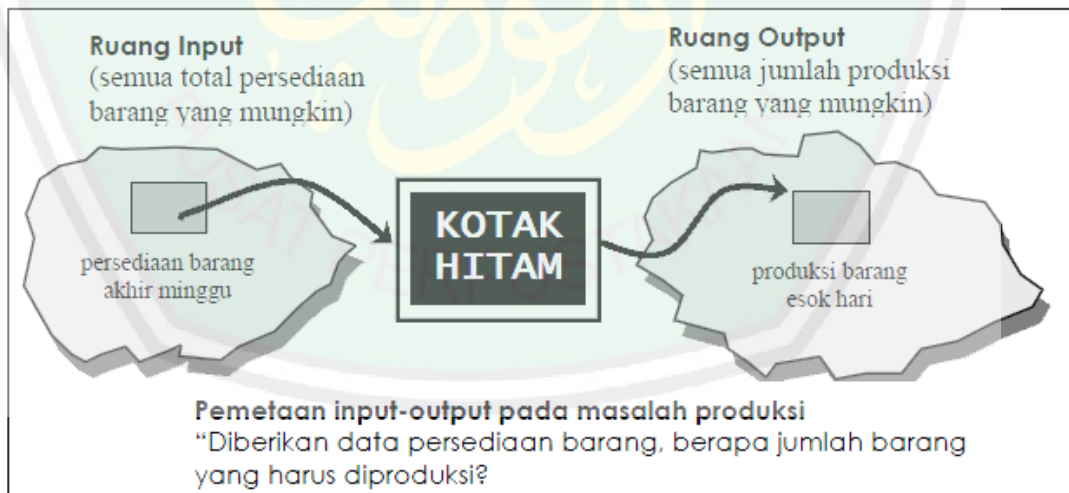 Ruang Input
(semua total persediaan
barang yang mungkin)
Ruang Output
(semua jumlah produksi
barang yang mungkin)
persediaan barang
akhir minggu
KOTAK
HITAM
produksi barang
esok hari
Pemetaan input-output pada masalah produksi
“Diberikan data persediaan barang, berapa jumlah barang
yang harus diproduksi?